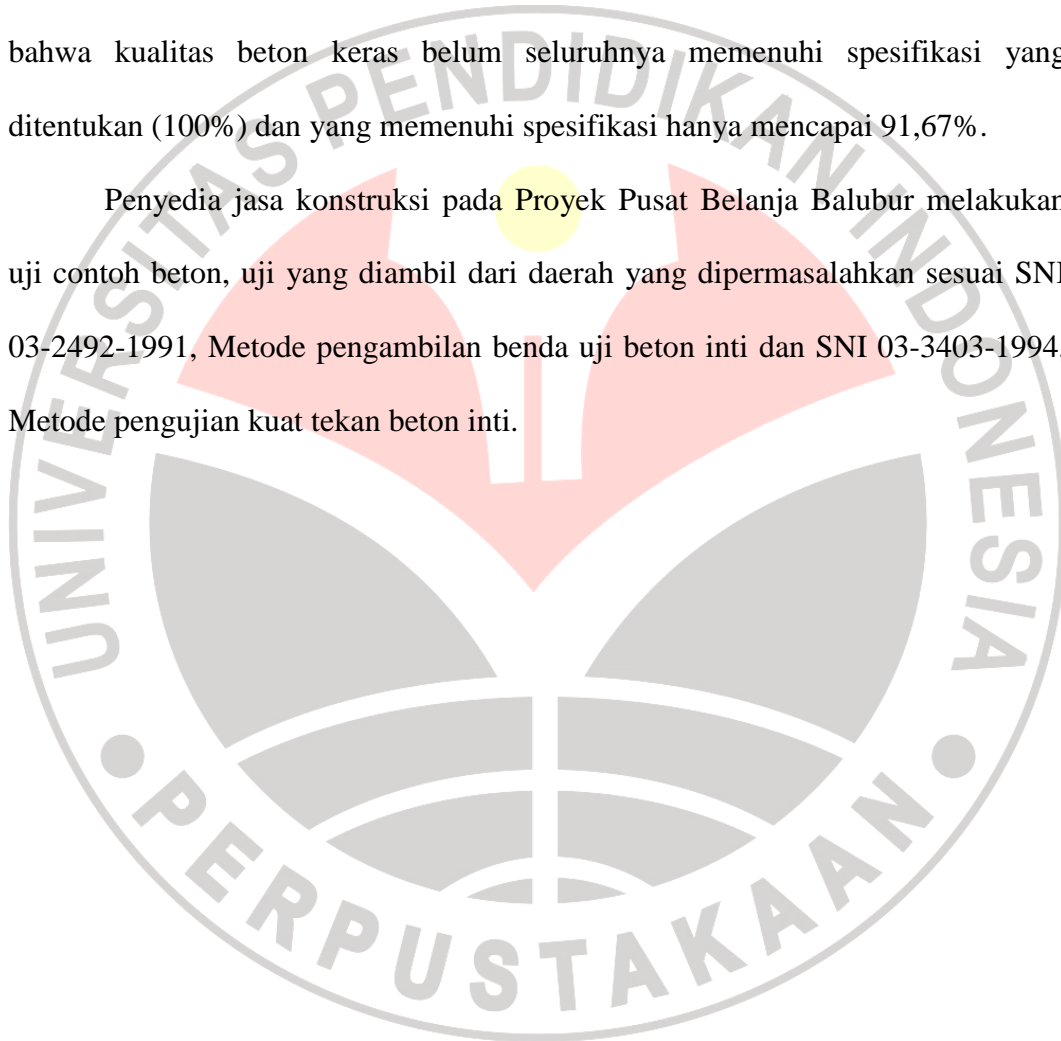 bahwa kualitas beton keras belum seluruhnya memenuhi spesifikasi yang
ditentukan (100%) dan yang memenuhi spesifikasi hanya mencapai 91,67%.
Penyedia jasa konstruksi pada Proyek Pusat Belanja Balubur melakukan
uji contoh beton, uji yang diambil dari daerah yang dipermasalahkan sesuai SNI
03-2492-1991, Metode pengambilan benda uji beton inti dan SNI 03-3403-1994,
Metode pengujian kuat tekan beton inti.
UNIVERSITAS PENDIDIKAN INDONESIA
PERPUSTAKAAN